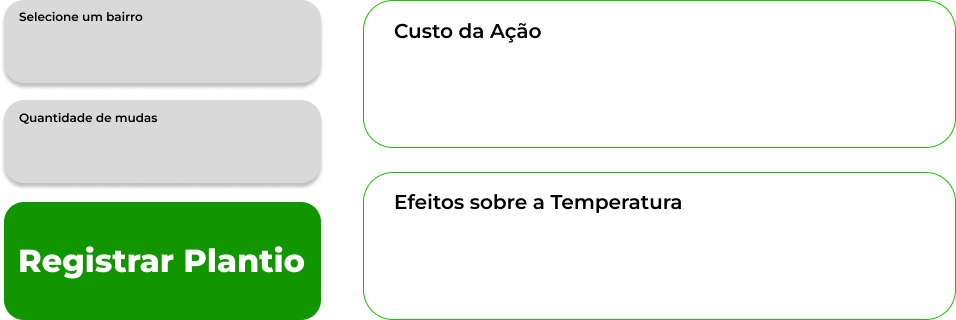 Selecione um bairro
Quantidade de mudas
Registrar Plantio
Custo da Ação
Efeitos sobre a Temperatura